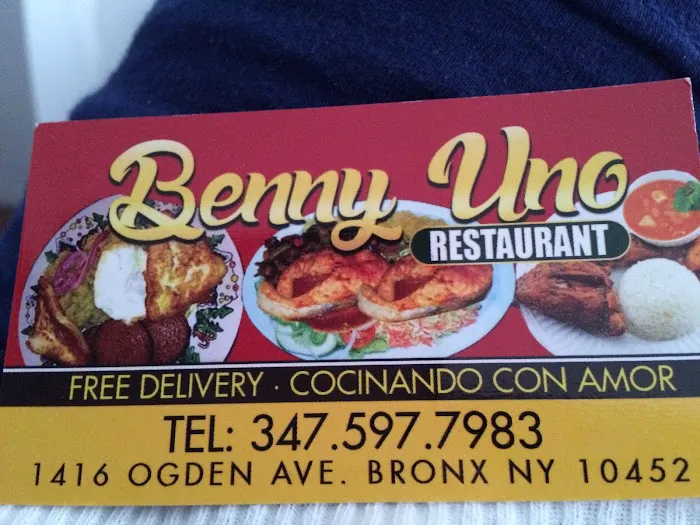 Benny Uno
RESTAURANT
FREE DELIVERY · COCINANDO CON AMOR
TEL: 347.597.7983
1416 OGDEN AVE. BRONX NY 10452